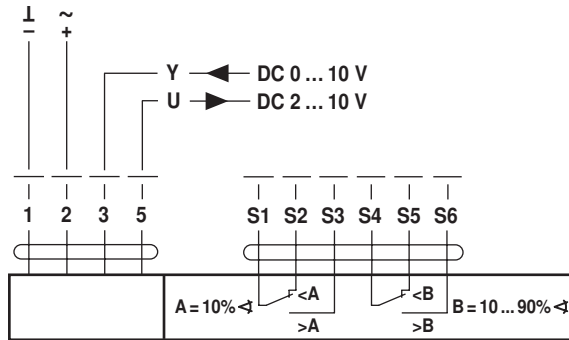 ⊥ ~
− +
Y DC 0 ... 10 V
U DC 2 ... 10 V
1 2 3 5 S1 S2 S3 S4 S5 S6
A = 10% ∢ <A <B B = 10 ... 90% ∢
>A >B